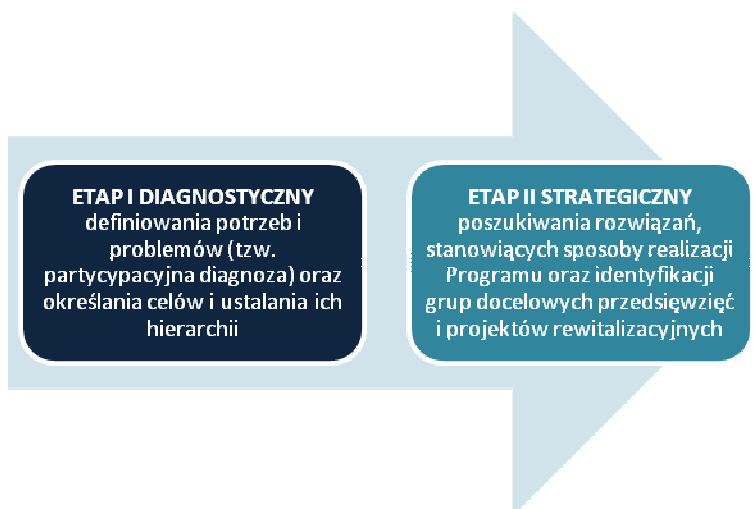 ETAP I DIAGNOSTYCZNY
definiowania potrzeb i
problemów (tzw.
partycypacyjna diagnoza) oraz
określania celów i ustalania ich
hierarchii
ETAP II STRATEGICZNY
poszukiwania rozwiązań,
stanowiących sposoby realizacji
Programu oraz identyfikacji
grup docelowych przedsięwzięć
i projektów rewitalizacyjnych